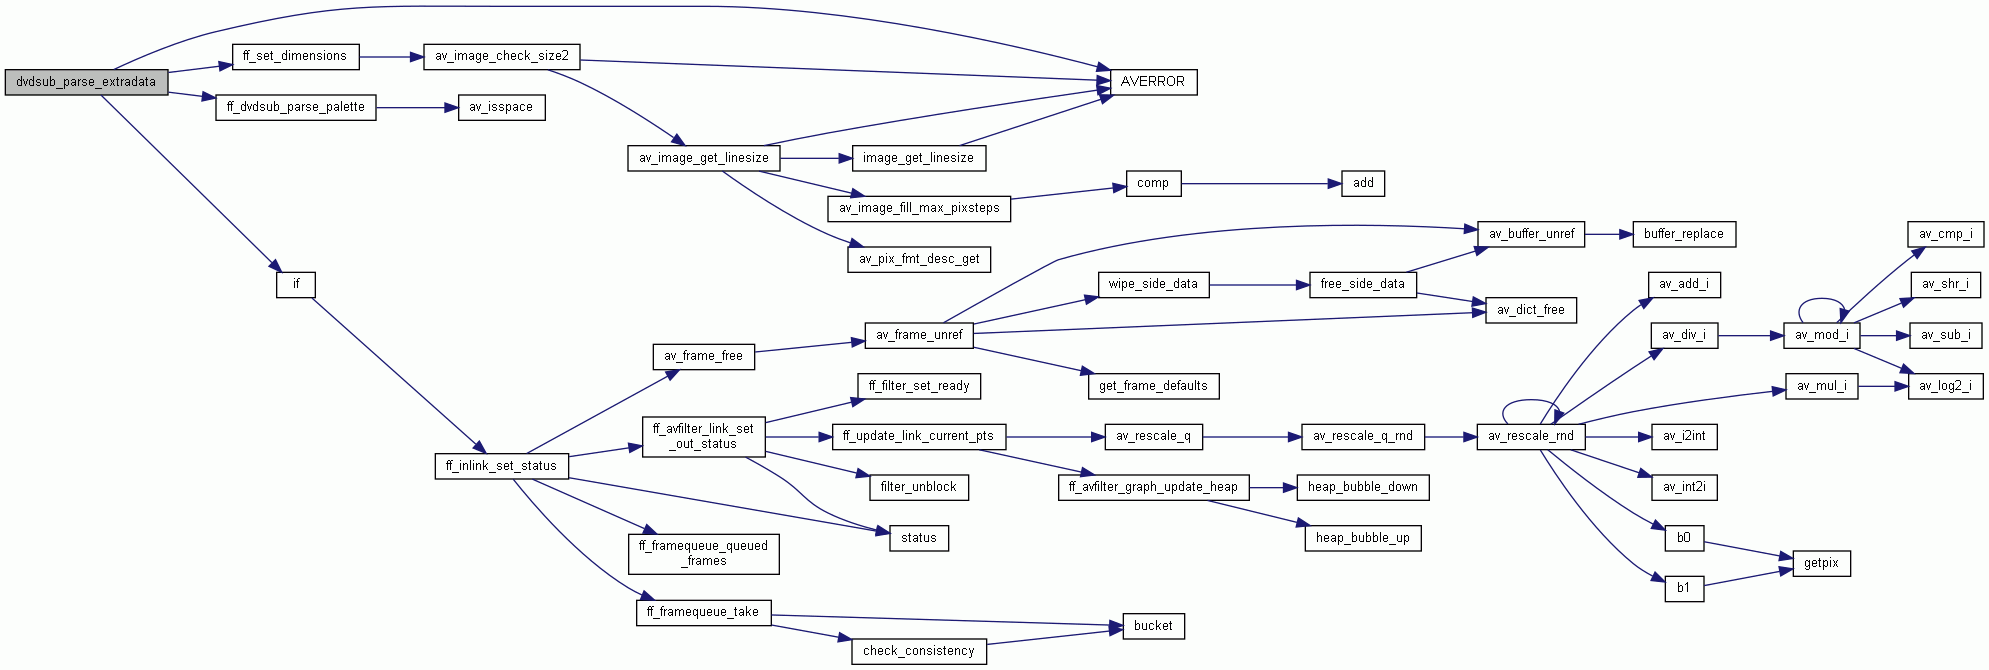 dvdsub_parse_extradata
ff_set_dimensions
av_image_check_size2
AVERROR
ff_dvdsub_parse_palette
av_isspace
av_image_get_linesize
image_get_linesize
av_image_fill_max_pixsteps
comp
add
av_pix_fmt_desc_get
if
ff_inlink_set_status
av_frame_free
av_frame_unref
wipe_side_data
free_side_data
av_buffer_unref
buffer_replace
av_dict_free
get_frame_defaults
ff_avfilter_link_set
_out_status
ff_filter_set_ready
ff_update_link_current_pts
filter_unblock
status
av_rescale_q
av_rescale_q_rnd
av_rescale_rnd
ff_avfilter_graph_update_heap
heap_bubble_down
heap_bubble_up
av_add_i
av_div_i
av_mod_i
av_cmp_i
av_shr_i
av_sub_i
av_log2_i
av_mul_i
av_i2int
av_int2i
b0
b1
getpix
ff_framequeue_queued
_frames
ff_framequeue_take
bucket
check_consistency